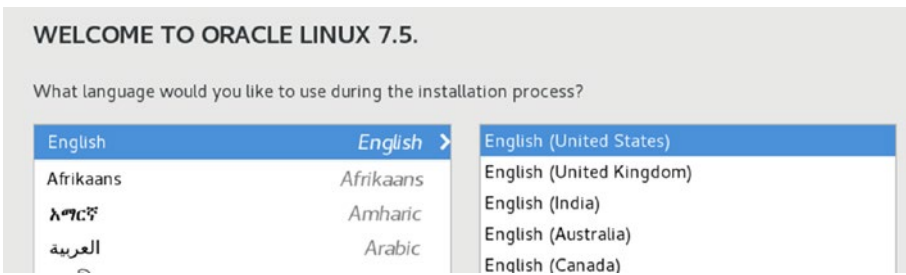 WELCOME TO ORACLE LINUX 7.5.
What language would you like to use during the installation process?
English English
Afrikaans Afrikaans
አማርኛ Amharic
العربية Arabic
English (United States)
English (United Kingdom)
English (India)
English (Australia)
English (Canada)